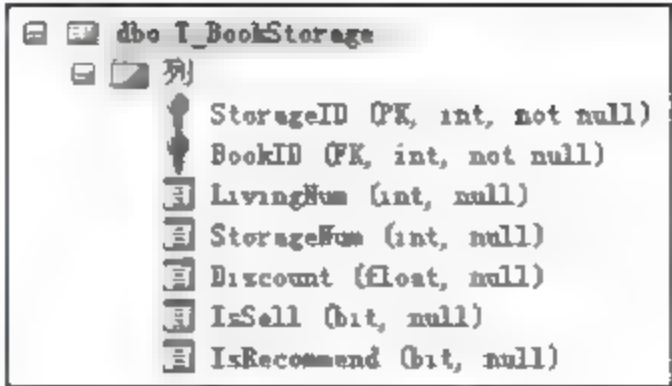 dbo T_BookStorage
列
StorageID (PK, int, not null)
BookID (FK, int, not null)
LivingNum (int, null)
StorageNum (int, null)
Discount (float, null)
IsSell (bit, null)
IsRecommend (bit, null)